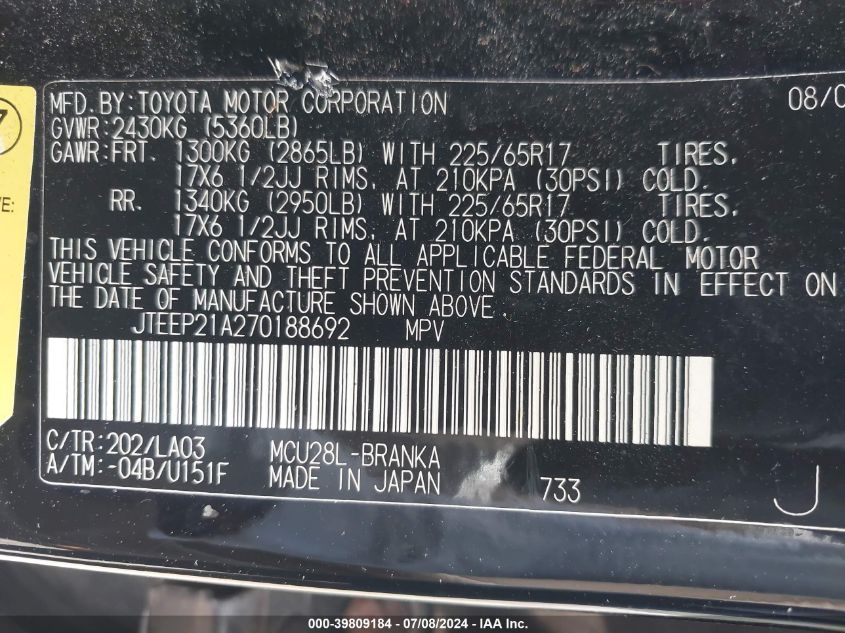 MFD.BY:TOYOTA MOTOR CORPORATION 08/0
GVWR:2430KG (5360LB)
GAWR:FRT. 1300KG (2865LB) WITH 225/65R17 TIRES,
17X6 1/2JJ RIMS, AT 210KPA (30PSI) COLD.
RR. 1340KG (2950LB) WITH 225/65R17 TIRES,
17X6 1/2JJ RIMS, AT 210KPA (30PSI) COLD.
THIS VEHICLE CONFORMS TO ALL APPLICABLE FEDERAL MOTOR
VEHICLE SAFETY AND THEFT PREVENTION STANDARDS IN EFFECT ON
THE DATE OF MANUFACTURE SHOWN ABOVE.
JTEEP21A270188692 MPV
C/TR:202/LA03 MCU28L-BRANKA
A/TM:-04B/U151F MADE IN JAPAN 733 J
7
VE:
000-39809184 - 07/08/2024 - IAA Inc.